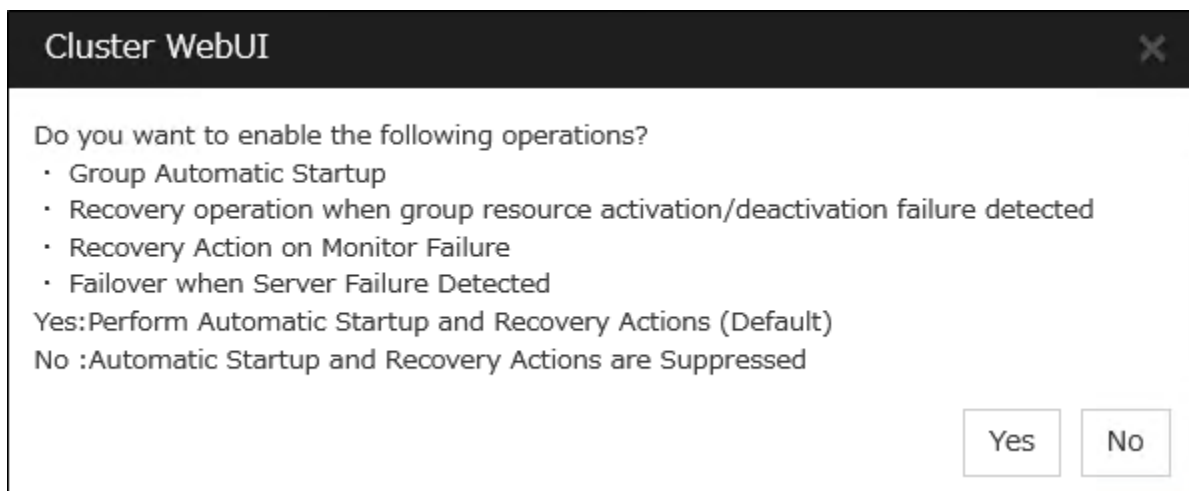 Cluster WebUI
Do you want to enable the following operations?
・ Group Automatic Startup
・ Recovery operation when group resource activation/deactivation failure detected
・ Recovery Action on Monitor Failure
・ Failover when Server Failure Detected
Yes:Perform Automatic Startup and Recovery Actions (Default)
No :Automatic Startup and Recovery Actions are Suppressed
Yes No